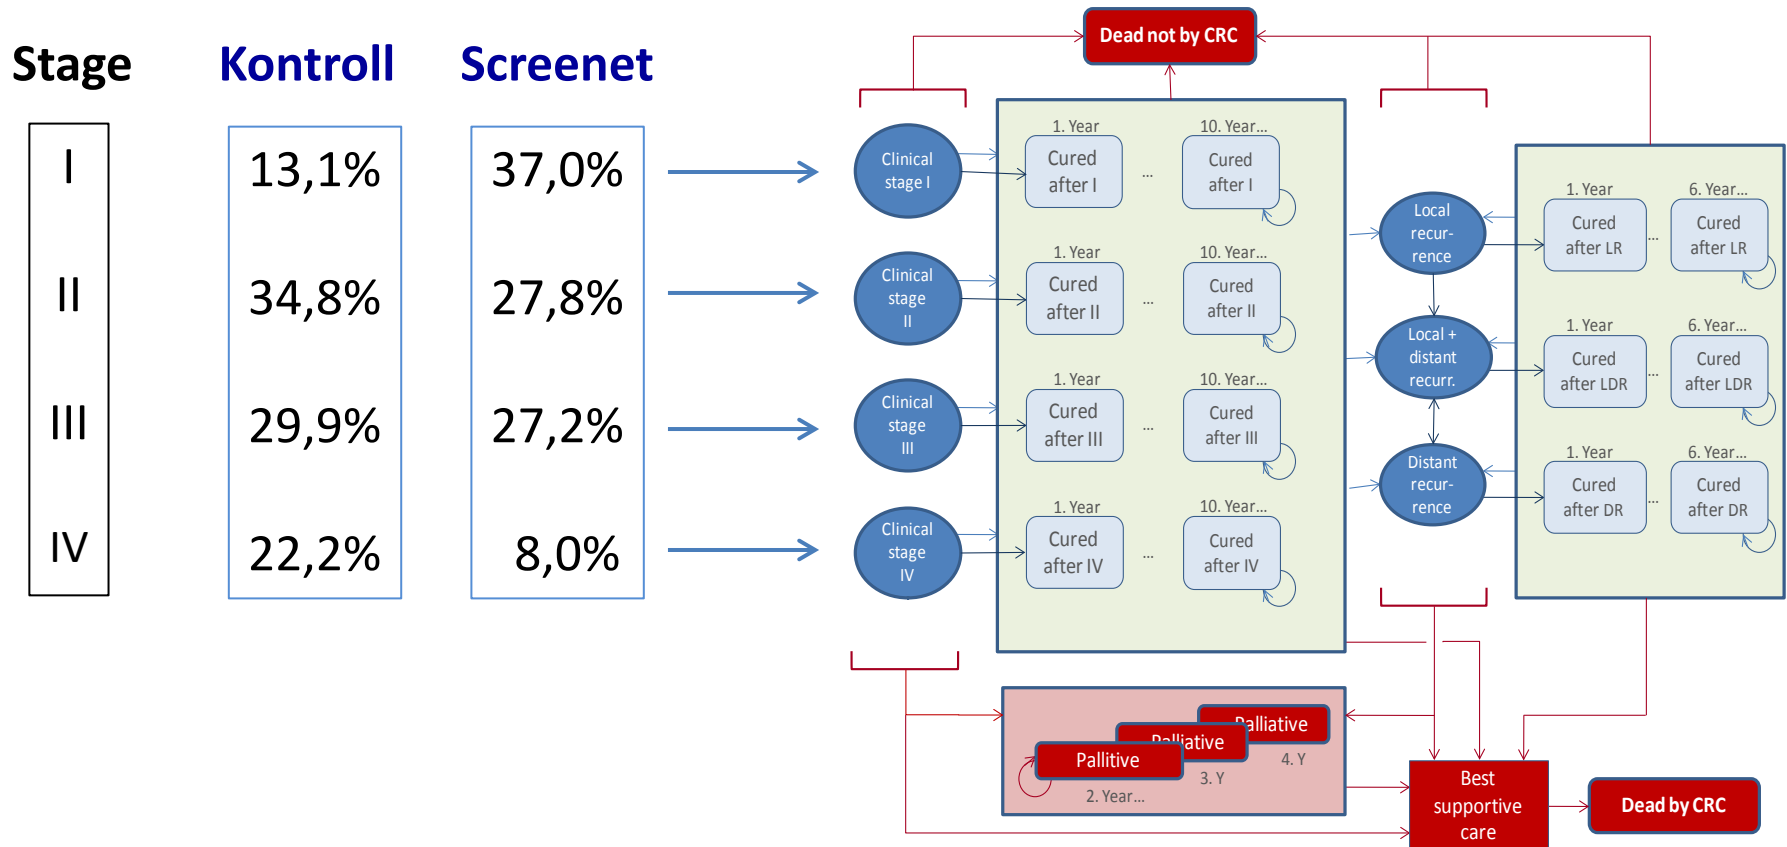 Stage Kontroll Screenet
I 13,1% 37,0%
II 34,8% 27,8%
III 29,9% 27,2%
IV 22,2% 8,0%
Dead not by CRC
Clinical
stage I
1. Year
Cured
after I
...
10. Year...
Cured
after I
Clinical
stage
II
1. Year
Cured
after II
...
10. Year...
Cured
after II
Clinical
stage
III
1. Year
Cured
after III
...
10. Year...
Cured
after III
Clinical
stage
IV
1. Year
Cured
after IV
...
10. Year...
Cured
after IV
Local
recur-
rence
1. Year
Cured
after LR
...
6. Year...
Cured
after LR
Local +
distant
recurr.
1. Year
Cured
after LDR
...
6. Year...
Cured
after LDR
Distant
recur-
rence
1. Year
Cured
after DR
...
6. Year...
Cured
after DR
Palliative
4. Y
Palliative
3. Y
Pallitive
2. Year...
Best
supportive
care
Dead by CRC